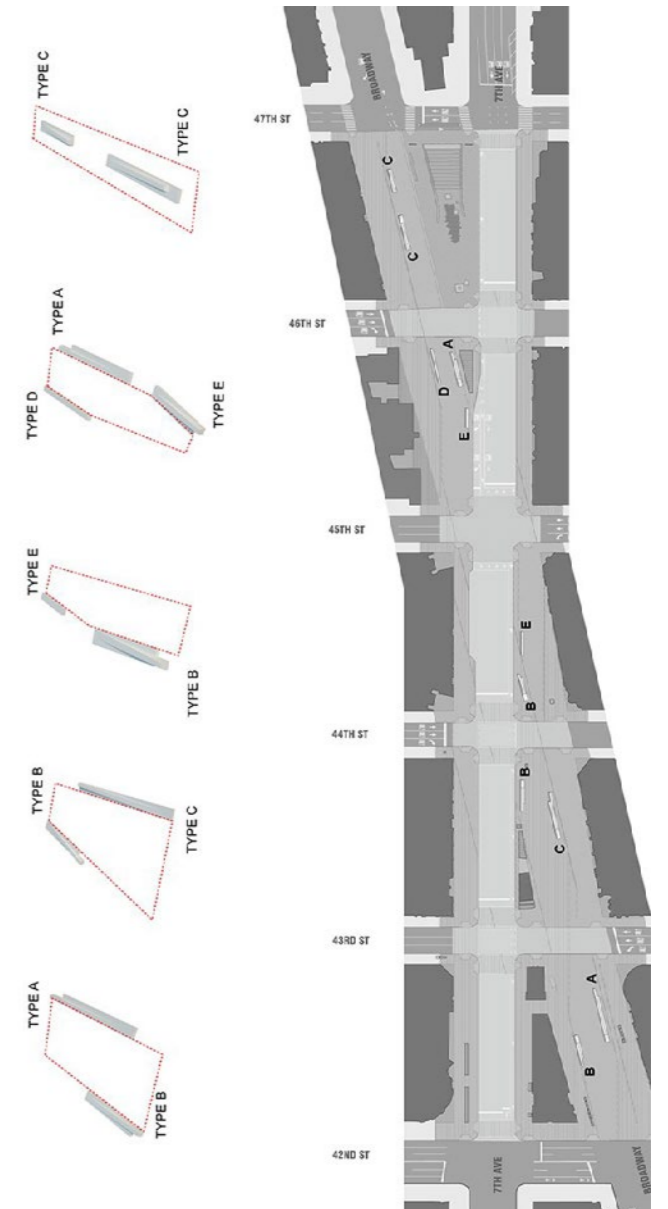 TYPE C
TYPE C
TYPE A
TYPE D
TYPE E
TYPE E
TYPE B
TYPE B
TYPE C
TYPE A
TYPE B
BROADWAY
7TH AVE
47TH ST
C
C
46TH ST
A
D
E
45TH ST
E
B
44TH ST
B
C
43RD ST
A
B
42ND ST
7TH AVE
BROADWAY